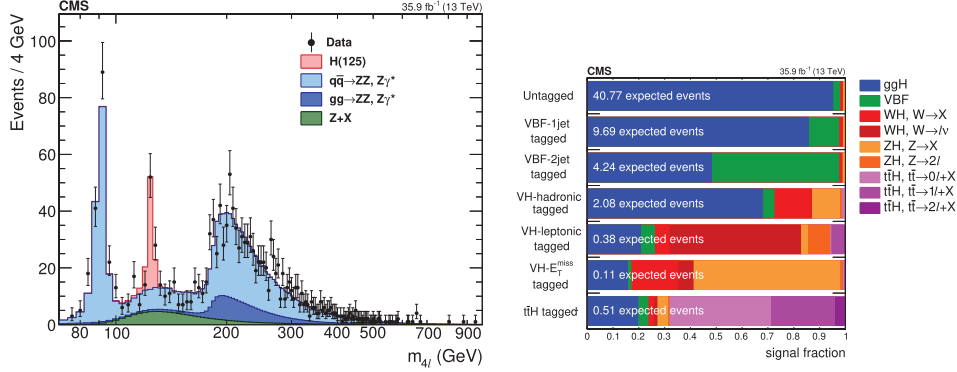 CMS 35.9 fb⁻¹ (13 TeV)
Events / 4 GeV
100
80
60
40
20
0
Data
H(125)
qq̅→ZZ, Zγ*
gg→ZZ, Zγ*
Z+X
80 100 200 300 400 500 600 700 900
m₄ₗ (GeV)
CMS 35.9 fb⁻¹ (13 TeV)
Untagged 40.77 expected events
VBF-1jet
tagged 9.69 expected events
VBF-2jet
tagged 4.24 expected events
VH-hadronic
tagged 2.08 expected events
VH-leptonic
tagged 0.38 expected events
VH-E_T^miss
tagged 0.11 expected events
tt̅H tagged 0.51 expected events
0 0.1 0.2 0.3 0.4 0.5 0.6 0.7 0.8 0.9 1
signal fraction
ggH
VBF
WH, W→X
WH, W→lν
ZH, Z→X
ZH, Z→2l
tt̅H, tt̅→0l+X
tt̅H, tt̅→1l+X
tt̅H, tt̅→2l+X